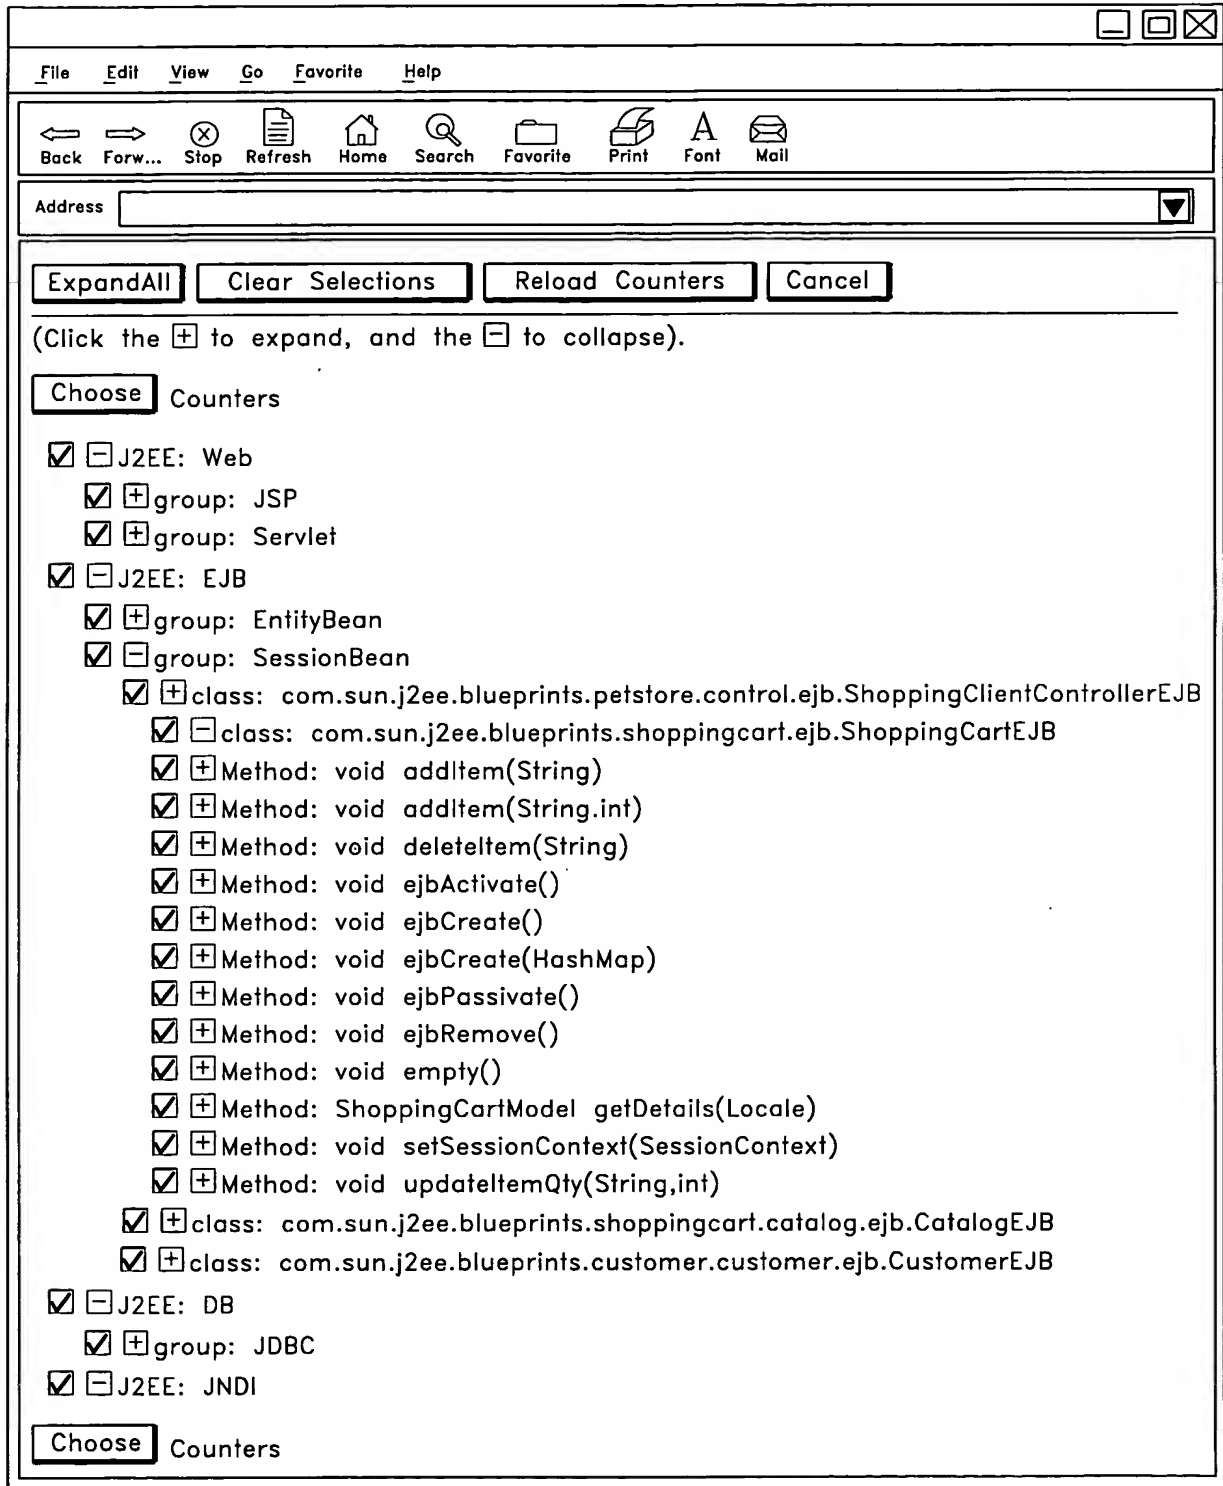 File Edit View Go Favorite Help
Back Forw... Stop Refresh Home Search Favorite Print Font Mail
Address
ExpandAll Clear Selections Reload Counters Cancel
(Click the + to expand, and the - to collapse).
Choose Counters
J2EE: Web
group: JSP
group: Servlet
J2EE: EJB
group: EntityBean
group: SessionBean
class: com.sun.j2ee.blueprints.petstore.control.ejb.ShoppingClientControllerEJB
class: com.sun.j2ee.blueprints.shoppingcart.ejb.ShoppingCartEJB
Method: void addItem(String)
Method: void addItem(String.int)
Method: void deleteItem(String)
Method: void ejbActivate()
Method: void ejbCreate()
Method: void ejbCreate(HashMap)
Method: void ejbPassivate()
Method: void ejbRemove()
Method: void empty()
Method: ShoppingCartModel getDetails(Locale)
Method: void setSessionContext(SessionContext)
Method: void updateItemQty(String,int)
class: com.sun.j2ee.blueprints.shoppingcart.catalog.ejb.CatalogEJB
class: com.sun.j2ee.blueprints.customer.customer.ejb.CustomerEJB
J2EE: DB
group: JDBC
J2EE: JNDI
Choose Counters